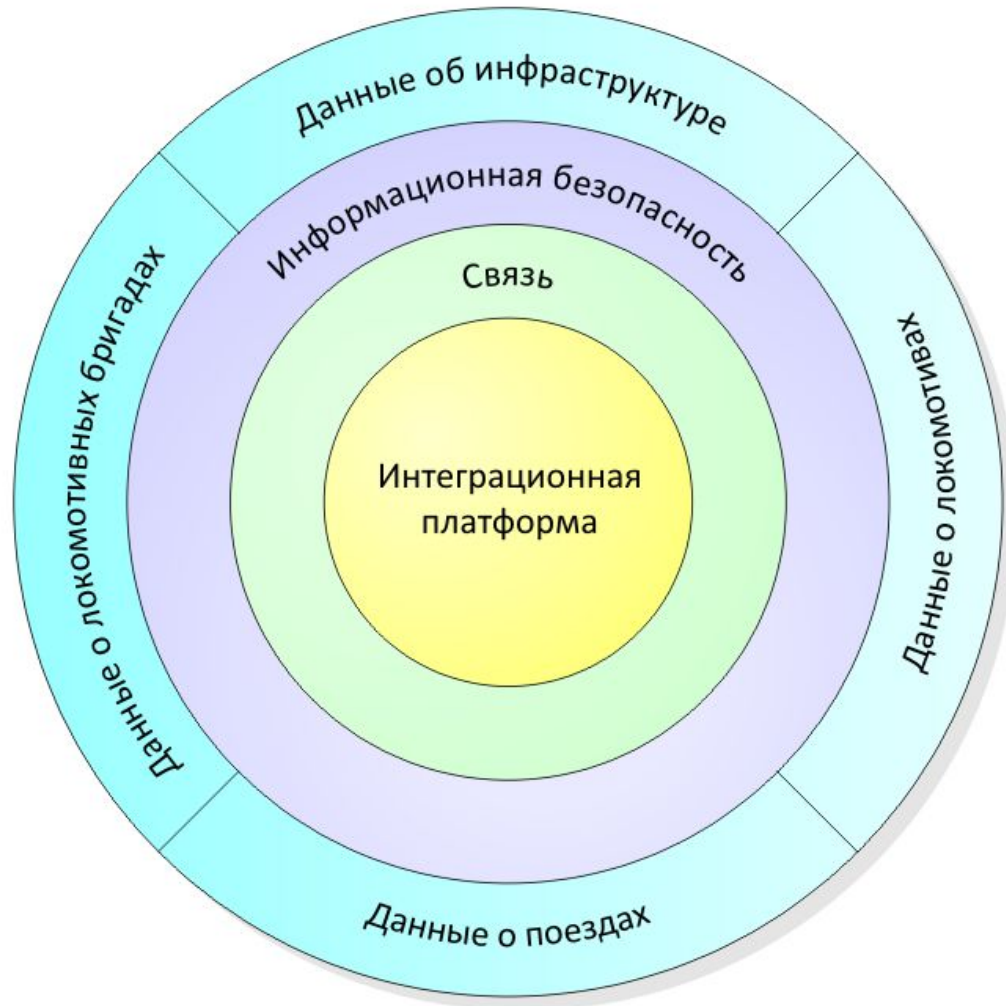 Данные об инфраструктуре
Информационная безопасность
Связь
Интеграционная
платформа
Данные о локомотивных бригадах
Данные о локомотивах
Данные о поездах